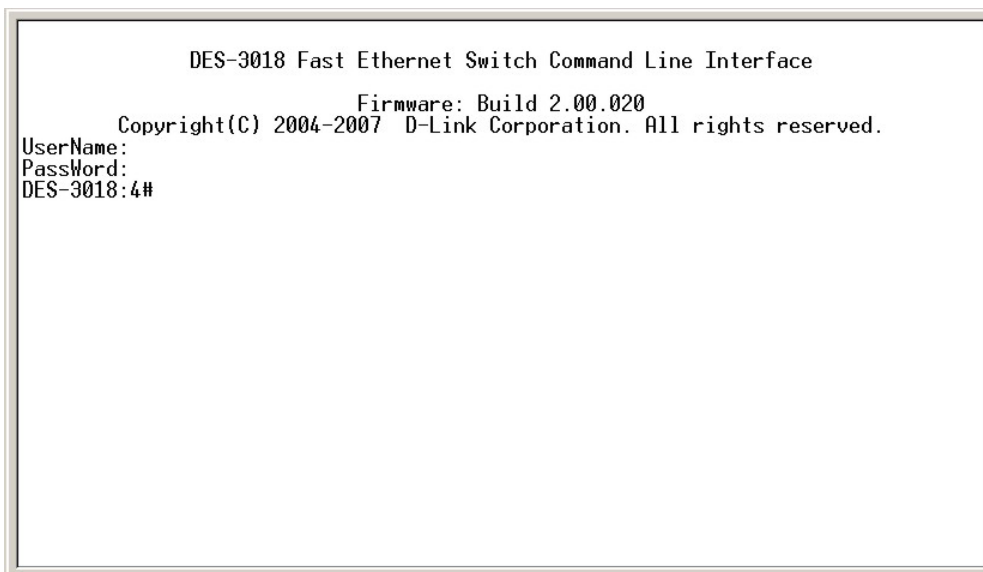 DES-3018 Fast Ethernet Switch Command Line Interface
Firmware: Build 2.00.020
Copyright(C) 2004-2007 D-Link Corporation. All rights reserved.
UserName:
PassWord:
DES-3018:4#